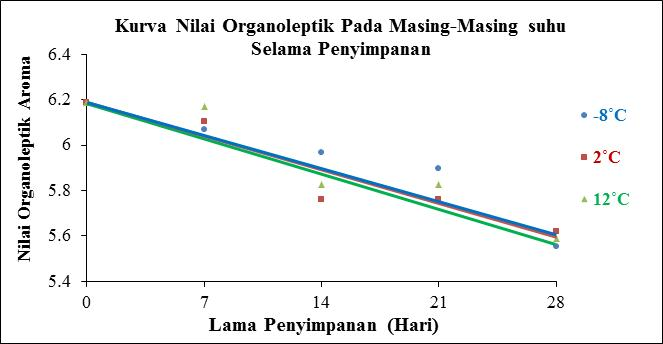 Kurva Nilai Organoleptik Pada Masing-Masing suhu
Selama Penyimpanan
Nilai Organoleptik Aroma
6.4
6.2
6
5.8
5.6
5.4
0 7 14 21 28
Lama Penyimpanan (Hari)
-8˚C
2˚C
12˚C